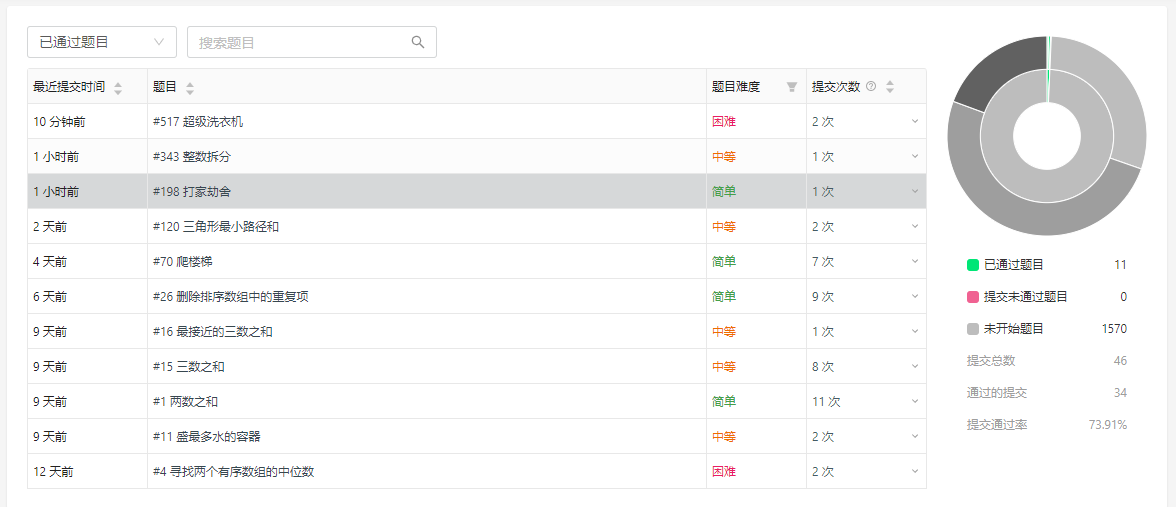 已通过题目 搜索题目
最近提交时间 题目 题目难度 提交次数
10 分钟前 #517 超级洗衣机 困难 2 次
1 小时前 #343 整数拆分 中等 1 次
1 小时前 #198 打家劫舍 简单 1 次
2 天前 #120 三角形最小路径和 中等 2 次
4 天前 #70 爬楼梯 简单 7 次
6 天前 #26 删除排序数组中的重复项 简单 9 次
9 天前 #16 最接近的三数之和 中等 1 次
9 天前 #15 三数之和 中等 8 次
9 天前 #1 两数之和 简单 11 次
9 天前 #11 盛最多水的容器 中等 2 次
12 天前 #4 寻找两个有序数组的中位数 困难 2 次
已通过题目 11
提交未通过题目 0
未开始题目 1570
提交总数 46
通过的提交 34
提交通过率 73.91%